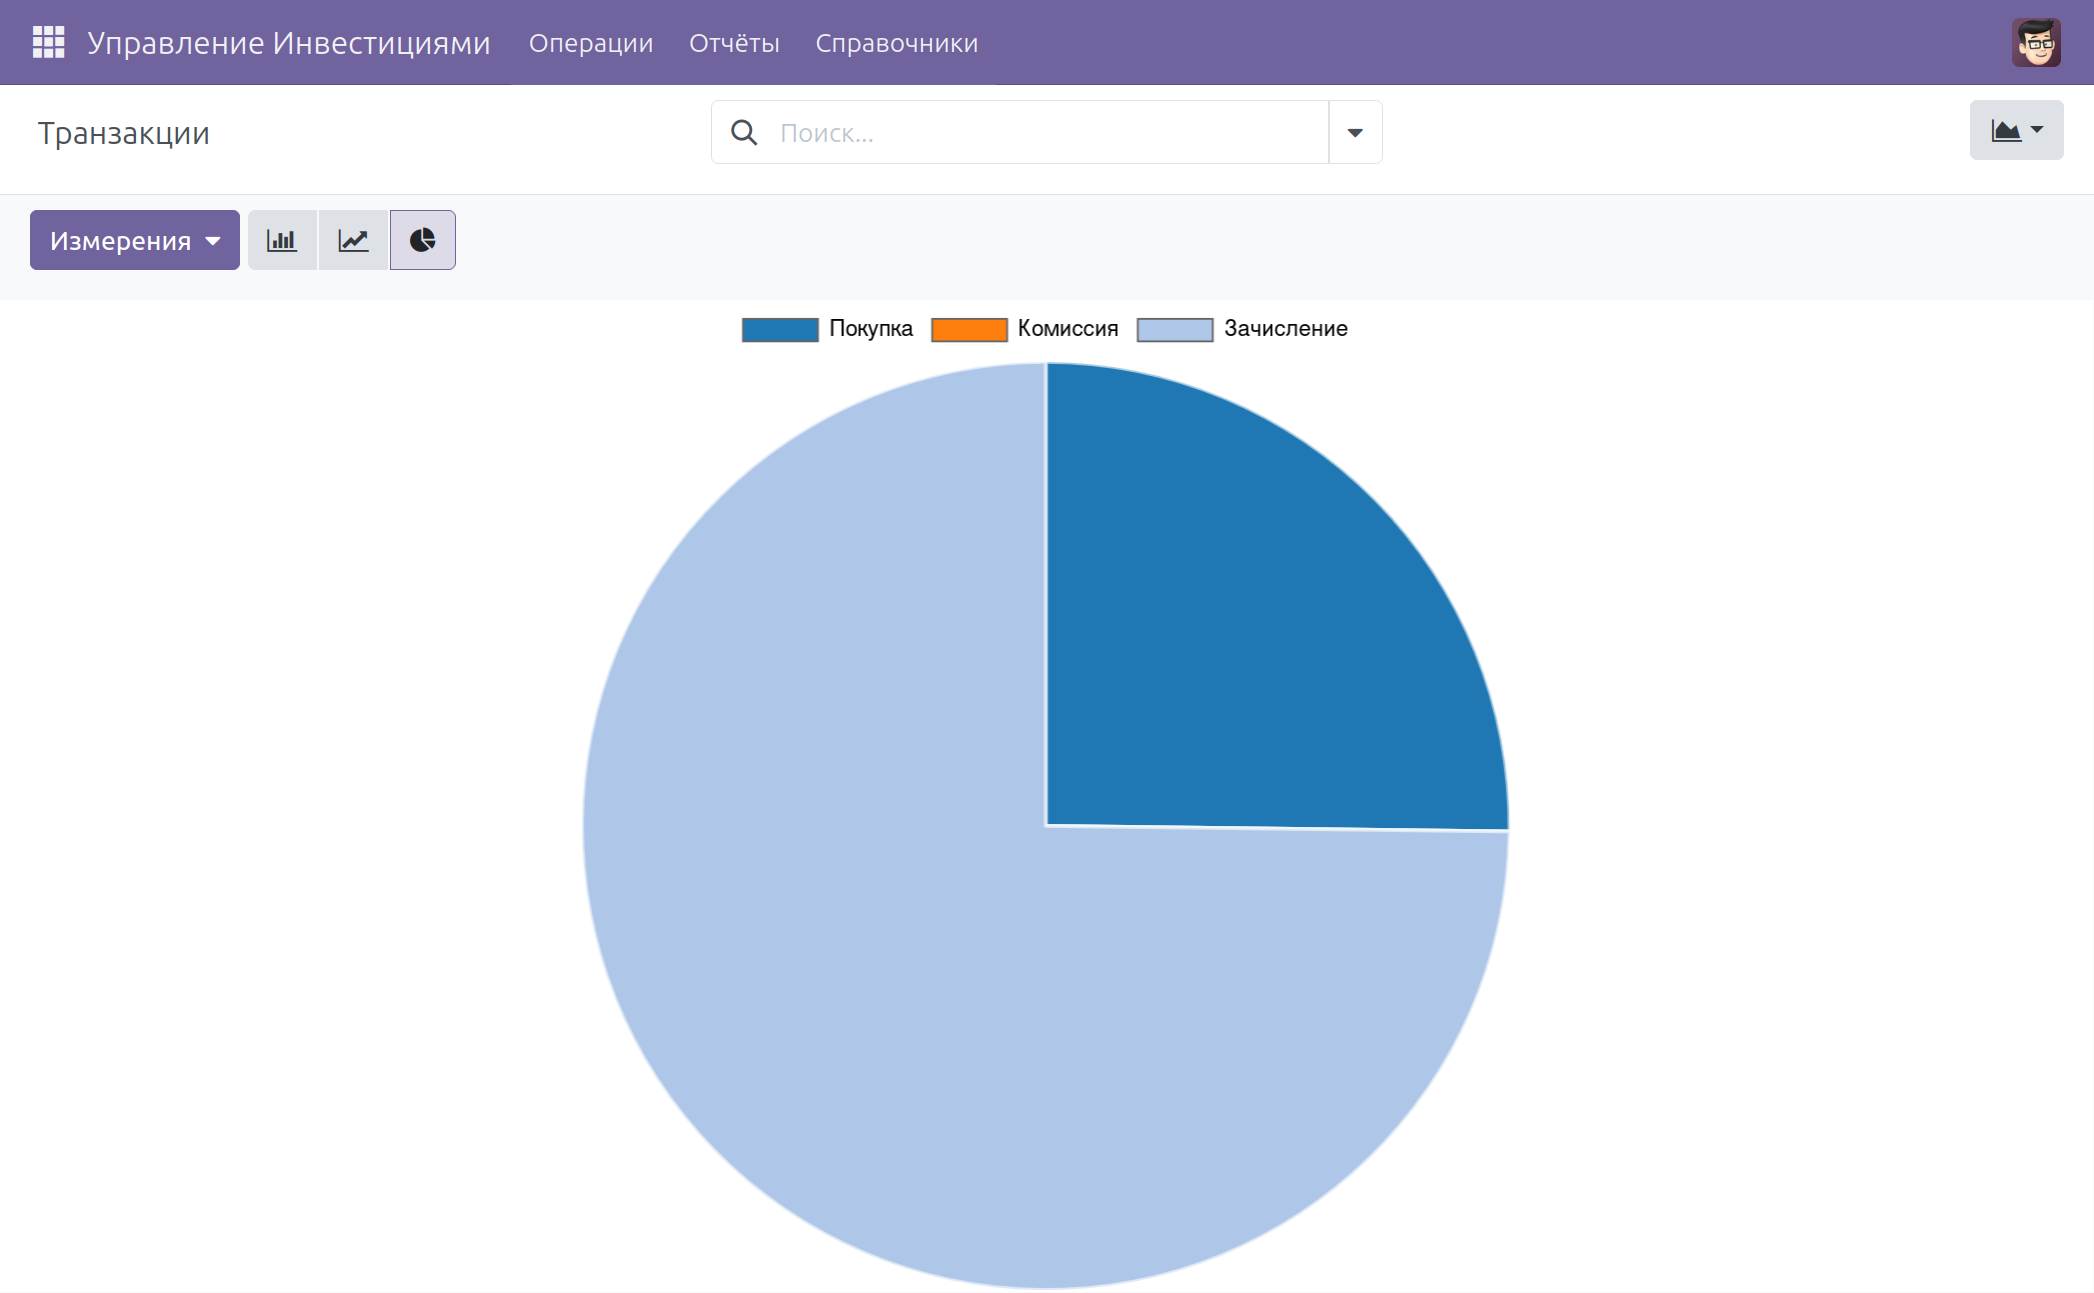 Управление Инвестициями Операции Отчёты Справочники
Транзакции Поиск...
Измерения
Покупка Комиссия Зачисление